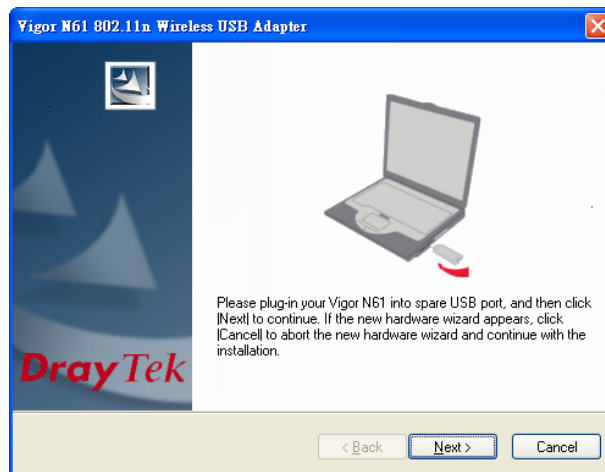 Vigor N61 802.11n Wireless USB Adapter
Please plug-in your Vigor N61 into spare USB port, and then click
|Next| to continue. If the new hardware wizard appears, click
|Cancel| to abort the new hardware wizard and continue with the
installation.
DrayTek
< Back
Next >
Cancel